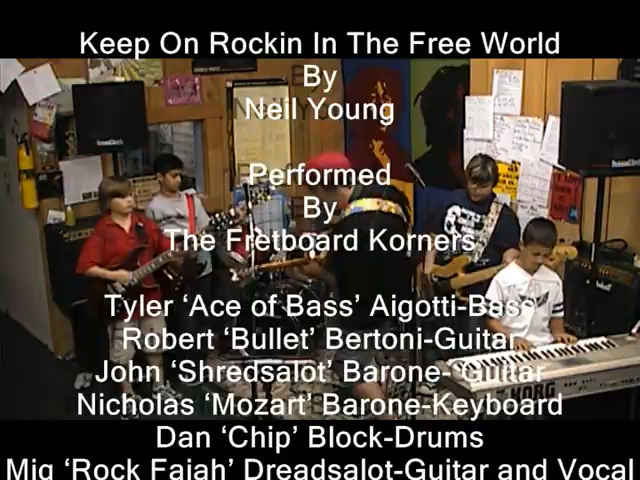 Keep On Rockin In The Free World
By
Neil Young
Performed
By
The Fretboard Korners
Tyler ‘Ace of Bass’ Aigotti-Bass
Robert ‘Bullet’ Bertoni-Guitar
John ‘Shredsalot’ Barone- Guitar
Nicholas ‘Mozart’ Barone-Keyboard
KORG
Dan ‘Chip’ Block-Drums
Mig ‘Rock Fajah’ Dreadsalot-Guitar and Vocal